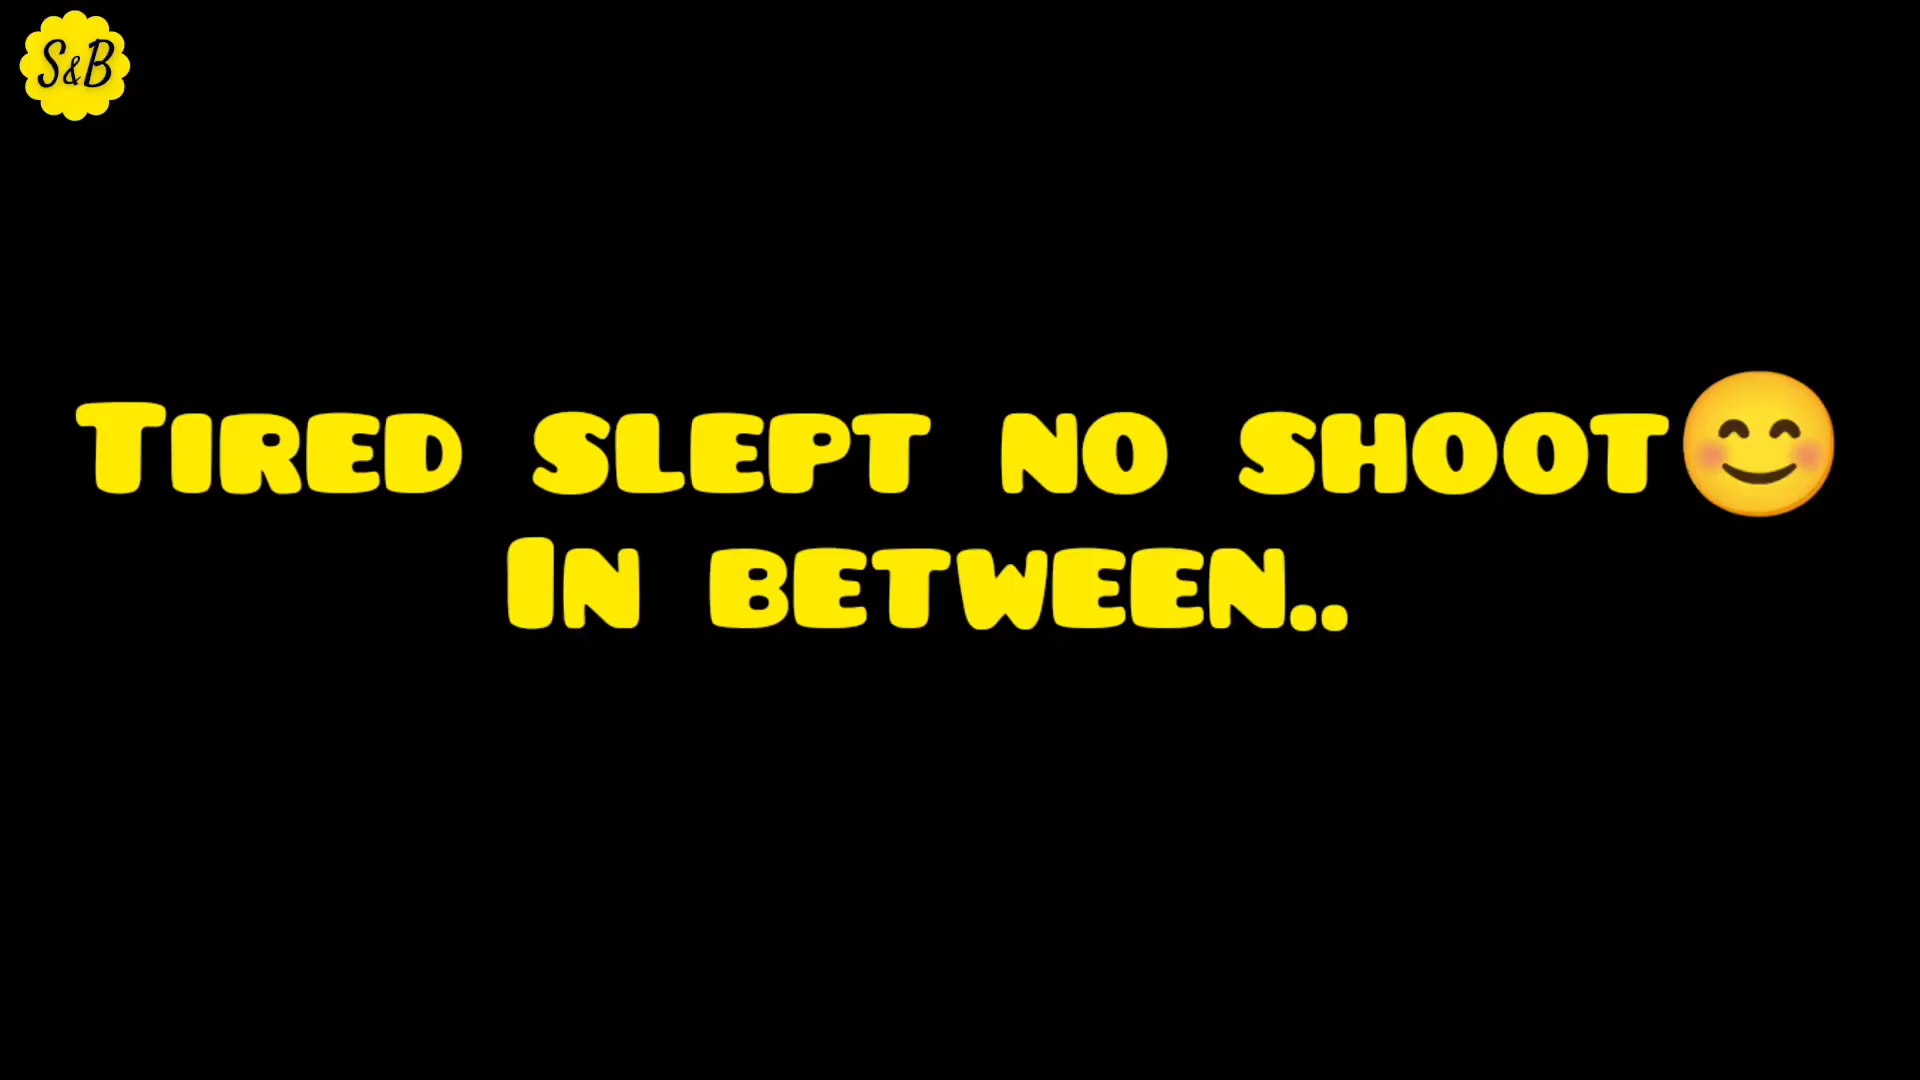 S&B
Tired slept no shoot😊
In between..